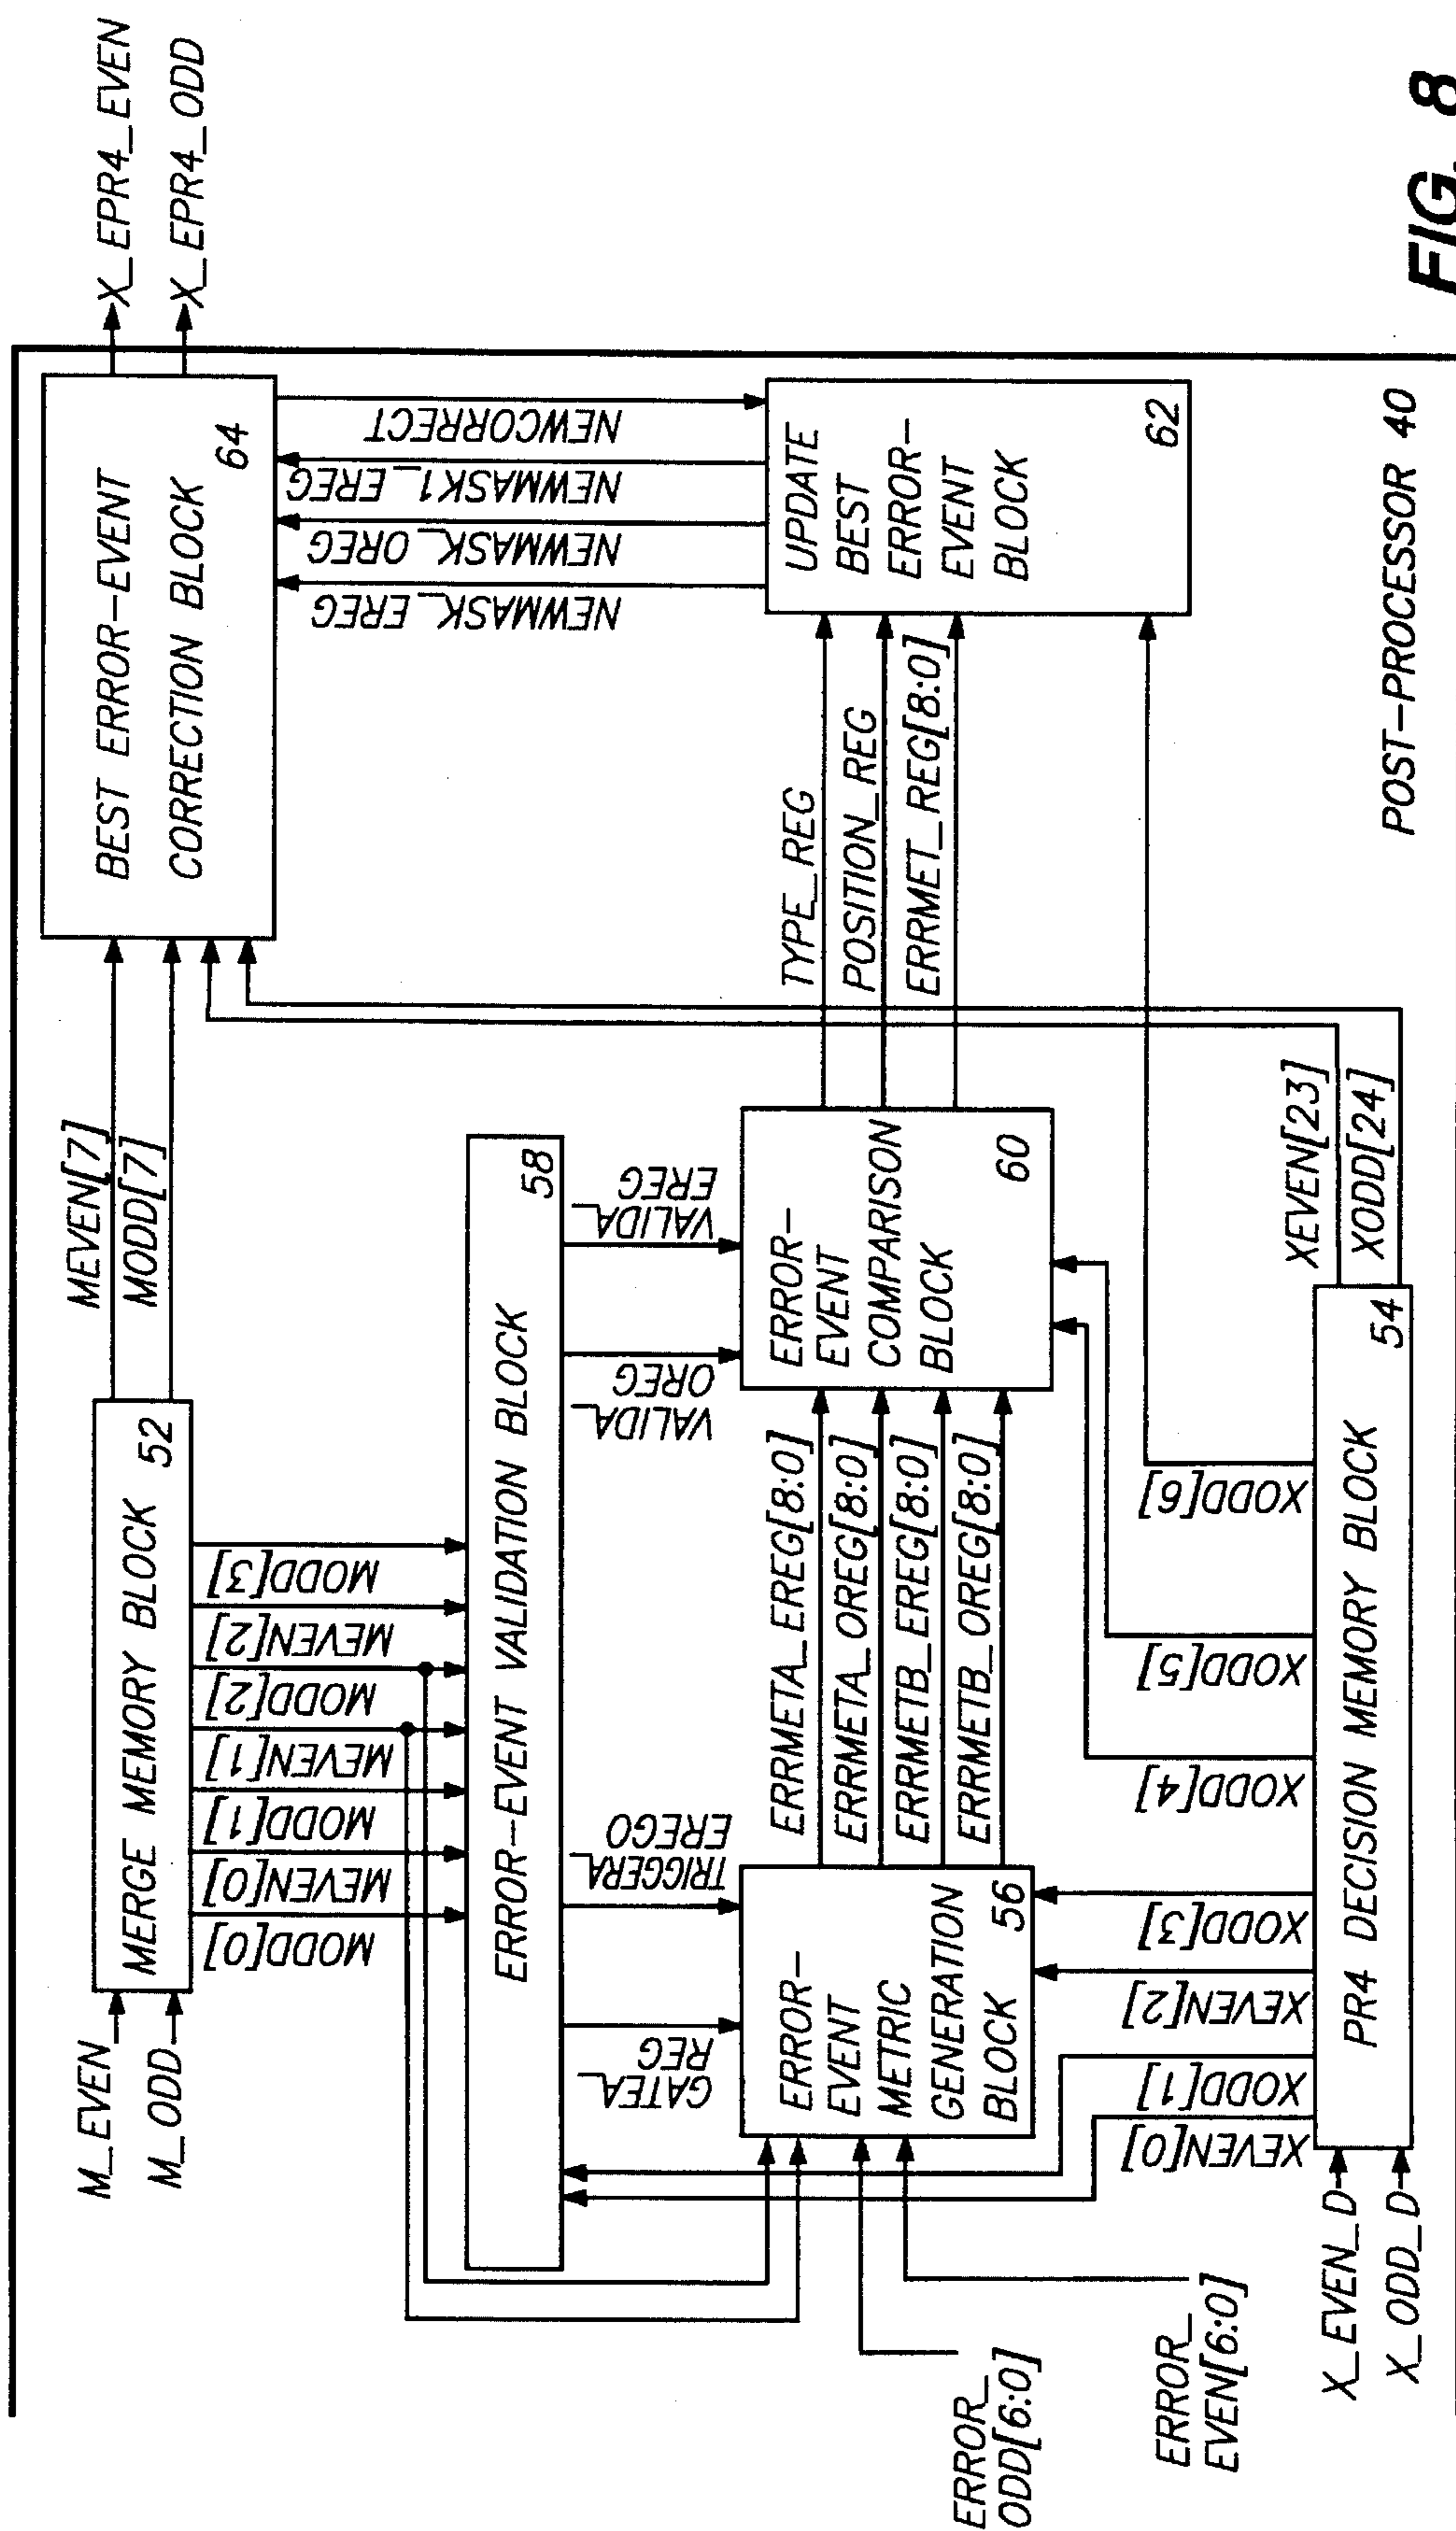 M_EVEN
M_ODD
MERGE MEMORY BLOCK
52
MEVEN[7]
MODD[7]
BEST ERROR-EVENT
CORRECTION BLOCK
64
X_EPR4_EVEN
X_EPR4_ODD
MODD[0]
MEVEN[0]
MODD[1]
MEVEN[1]
MODD[2]
MEVEN[2]
MODD[3]
ERROR-EVENT VALIDATION BLOCK
58
NEWMASK_EREG
NEWMASK_OREG
NEWMASK1_EREG
NEWCORRECT
GATEA_
REG
TRIGGERA_
EREGO
VALIDA_
OREG
VALIDA_
EREG
ERROR-
EVENT
METRIC
GENERATION
BLOCK
56
ERRMETA_EREG[8:0]
ERRMETA_OREG[8:0]
ERRMETB_EREG[8:0]
ERRMETB_OREG[8:0]
ERROR-
EVENT
COMPARISON
BLOCK
60
TYPE_REG
POSITION_REG
ERRMET_REG[8:0]
UPDATE
BEST
ERROR-
EVENT
BLOCK
62
ERROR_
ODD[6:0]
ERROR_
EVEN[6:0]
XEVEN[0]
XODD[1]
XEVEN[2]
XODD[3]
XODD[4]
XODD[5]
XODD[6]
XEVEN[23]
XODD[24]
X_EVEN_D
X_ODD_D
PR4 DECISION MEMORY BLOCK
54
POST-PROCESSOR 40
FIG. 8